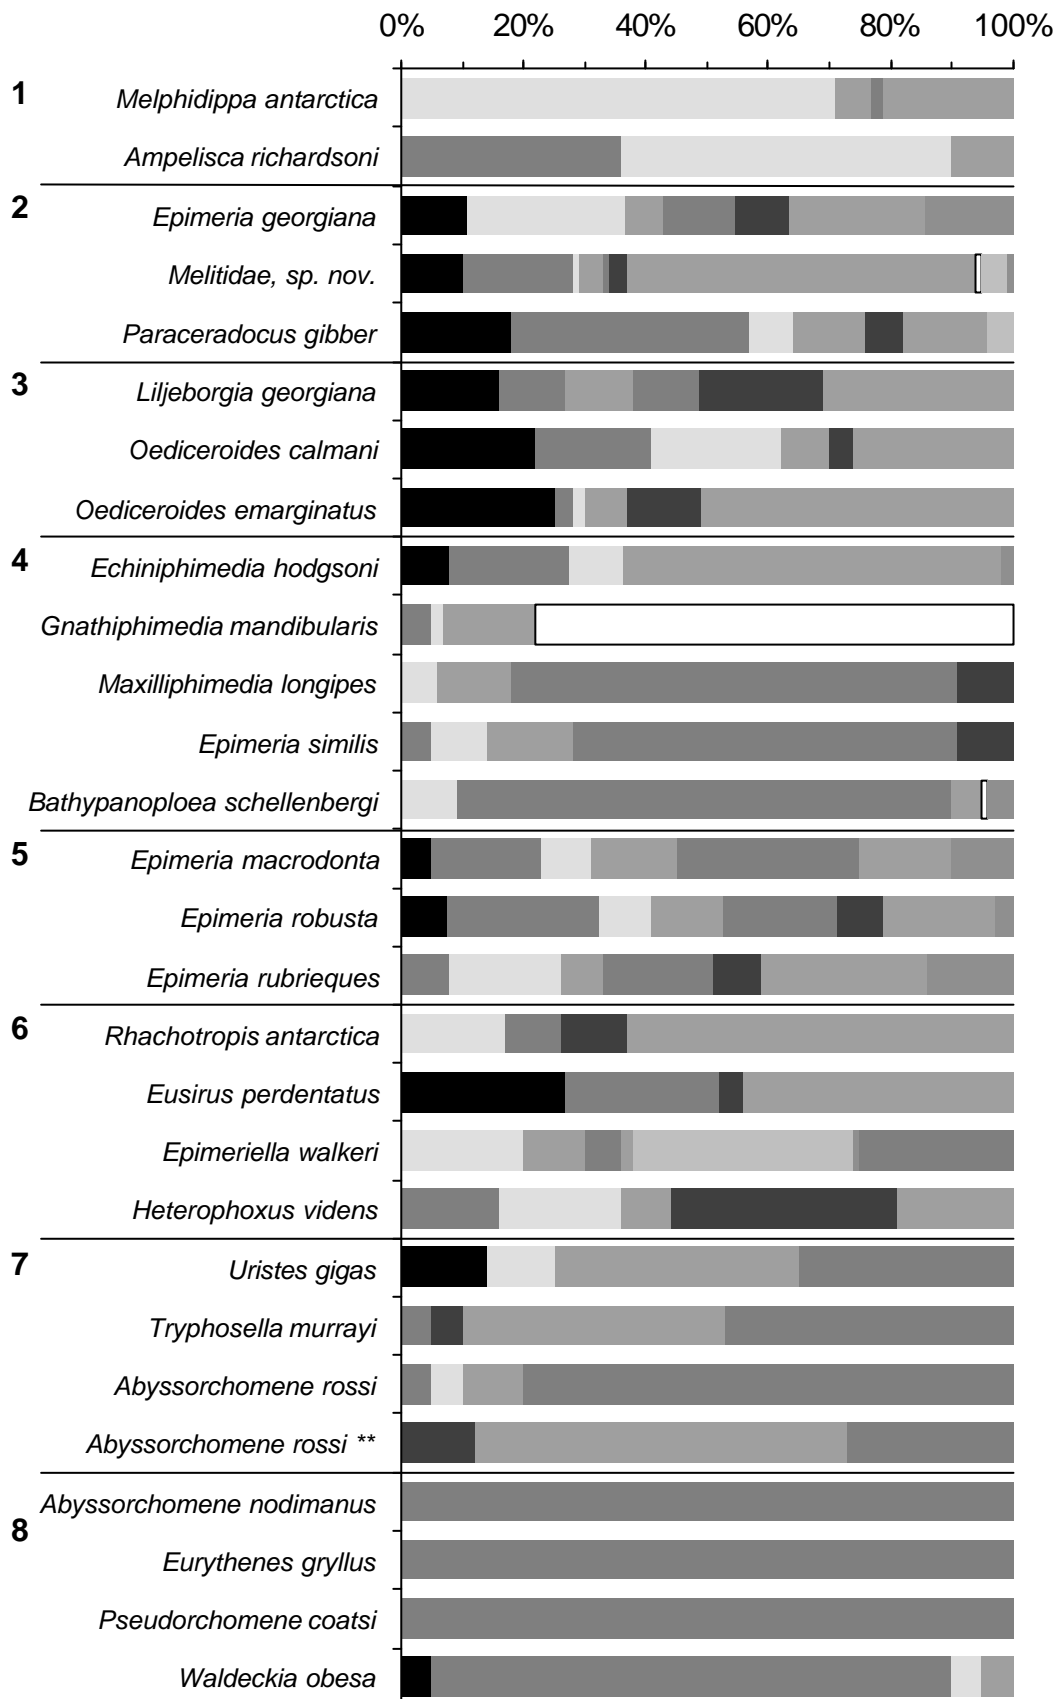 0% 20% 40% 60% 80% 100%
1 Melphidippa antarctica
Ampelisca richardsoni
2 Epimeria georgiana
Melitidae, sp. nov.
Paraceradocus gibber
3 Liljeborgia georgiana
Oediceroides calmani
Oediceroides emarginatus
4 Echiniphimedia hodgsoni
Gnathiphimedia mandibularis
Maxilliphimedia longipes
Epimeria similis
Bathypanoploea schellenbergi
5 Epimeria macrodonta
Epimeria robusta
Epimeria rubrieques
6 Rhachotropis antarctica
Eusirus perdentatus
Epimeriella walkeri
Heterophoxus videns
7 Uristes gigas
Tryphosella murrayi
Abyssorchomene rossi
Abyssorchomene rossi **
Abyssorchomene nodimanus
8
Eurythenes gryllus
Pseudorchomene coatsi
Waldeckia obesa